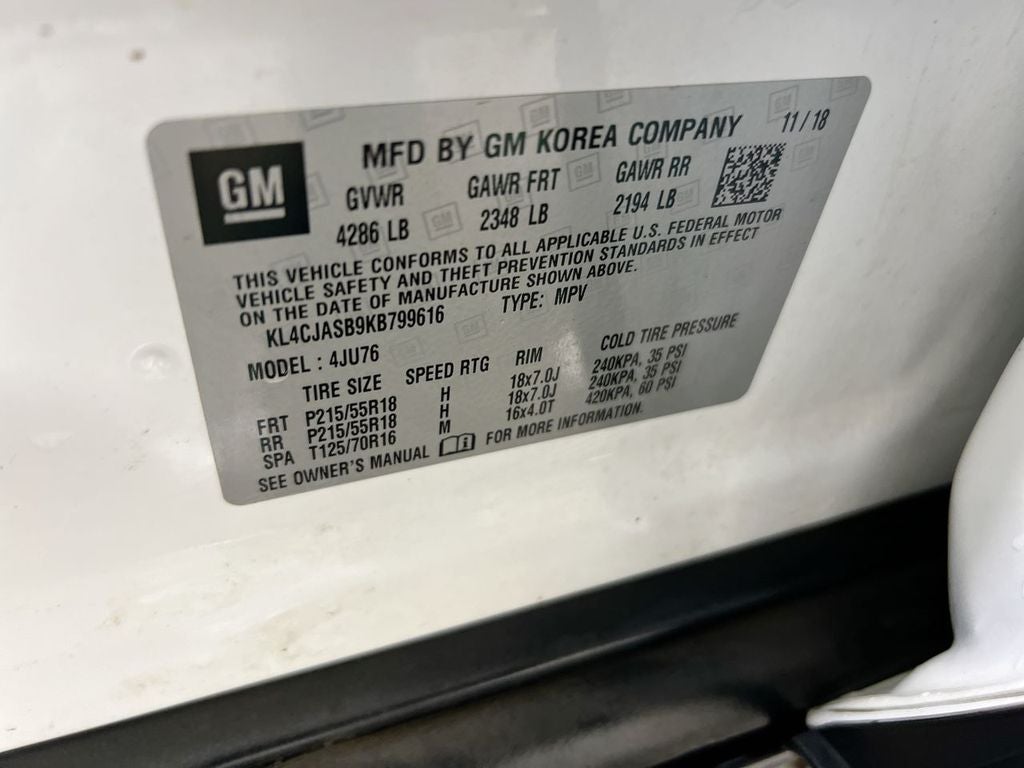 GM
MFD BY GM KOREA COMPANY 11/18
GVWR GAWR FRT GAWR RR
4286 LB 2348 LB 2194 LB
THIS VEHICLE CONFORMS TO ALL APPLICABLE U.S. FEDERAL MOTOR
VEHICLE SAFETY AND THEFT PREVENTION STANDARDS IN EFFECT
ON THE DATE OF MANUFACTURE SHOWN ABOVE.
KL4CJASB9KB799616 TYPE: MPV
MODEL : 4JU76
TIRE SIZE SPEED RTG RIM COLD TIRE PRESSURE
FRT P215/55R18 H 18x7.0J 240KPA, 35 PSI
RR P215/55R18 H 18x7.0J 240KPA, 35 PSI
SPA T125/70R16 M 16x4.0T 420KPA, 60 PSI
SEE OWNER'S MANUAL FOR MORE INFORMATION.